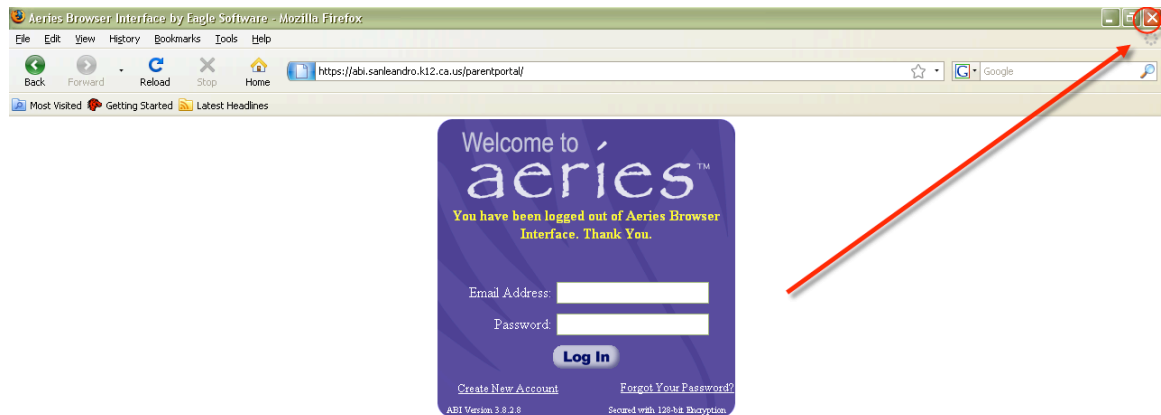 Aeries Browser Interface by Eagle Software - Mozilla Firefox
File Edit View History Bookmarks Tools Help
Back Forward Reload Stop Home https://abi.sanleandro.k12.ca.us/parentportal/ G Google
Most Visited Getting Started Latest Headlines
Welcome to
aeries™
You have been logged out of Aeries Browser
Interface. Thank You.
Email Address:
Password:
Log In
Create New Account Forgot Your Password?
ABI Version 3.8.2.8 Secured with 128-bit Encryption